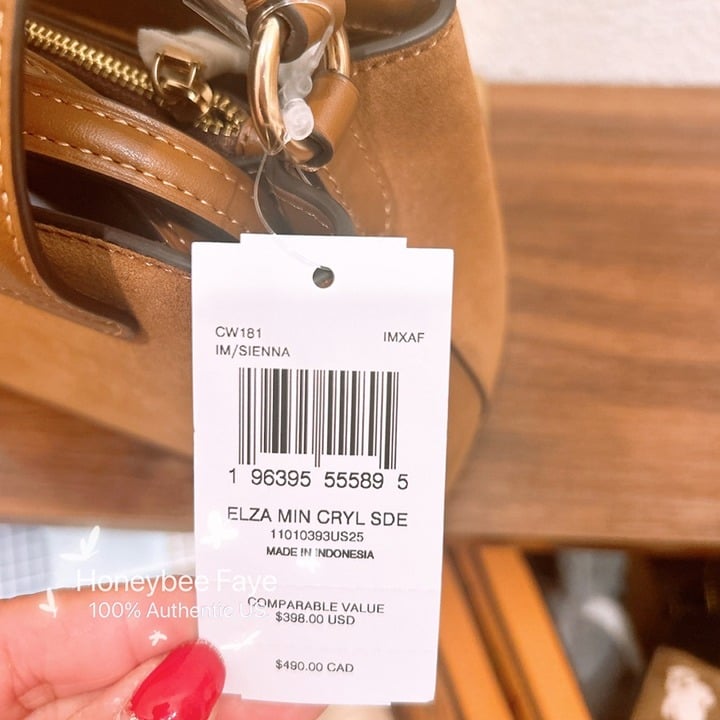 CW181 IMXAF
IM/SIENNA
1 96395 55589 5
ELZA MIN CRYL SDE
11010393US25
MADE IN INDONESIA
COMPARABLE VALUE
$398.00 USD
$490.00 CAD
Honeybee Faye
100% Authentic US